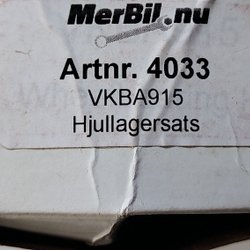 MerBil.nu
Artnr. 4033
VKBA915
Hjullagersats